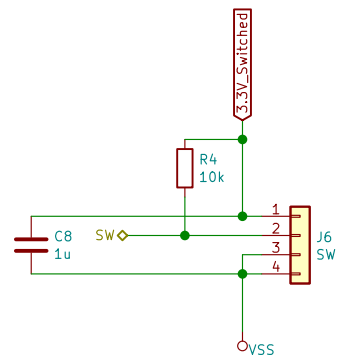 3.3V_Switched
R4
10k
1
SW
2
C8
J6
3
1u
SW
4
VSS